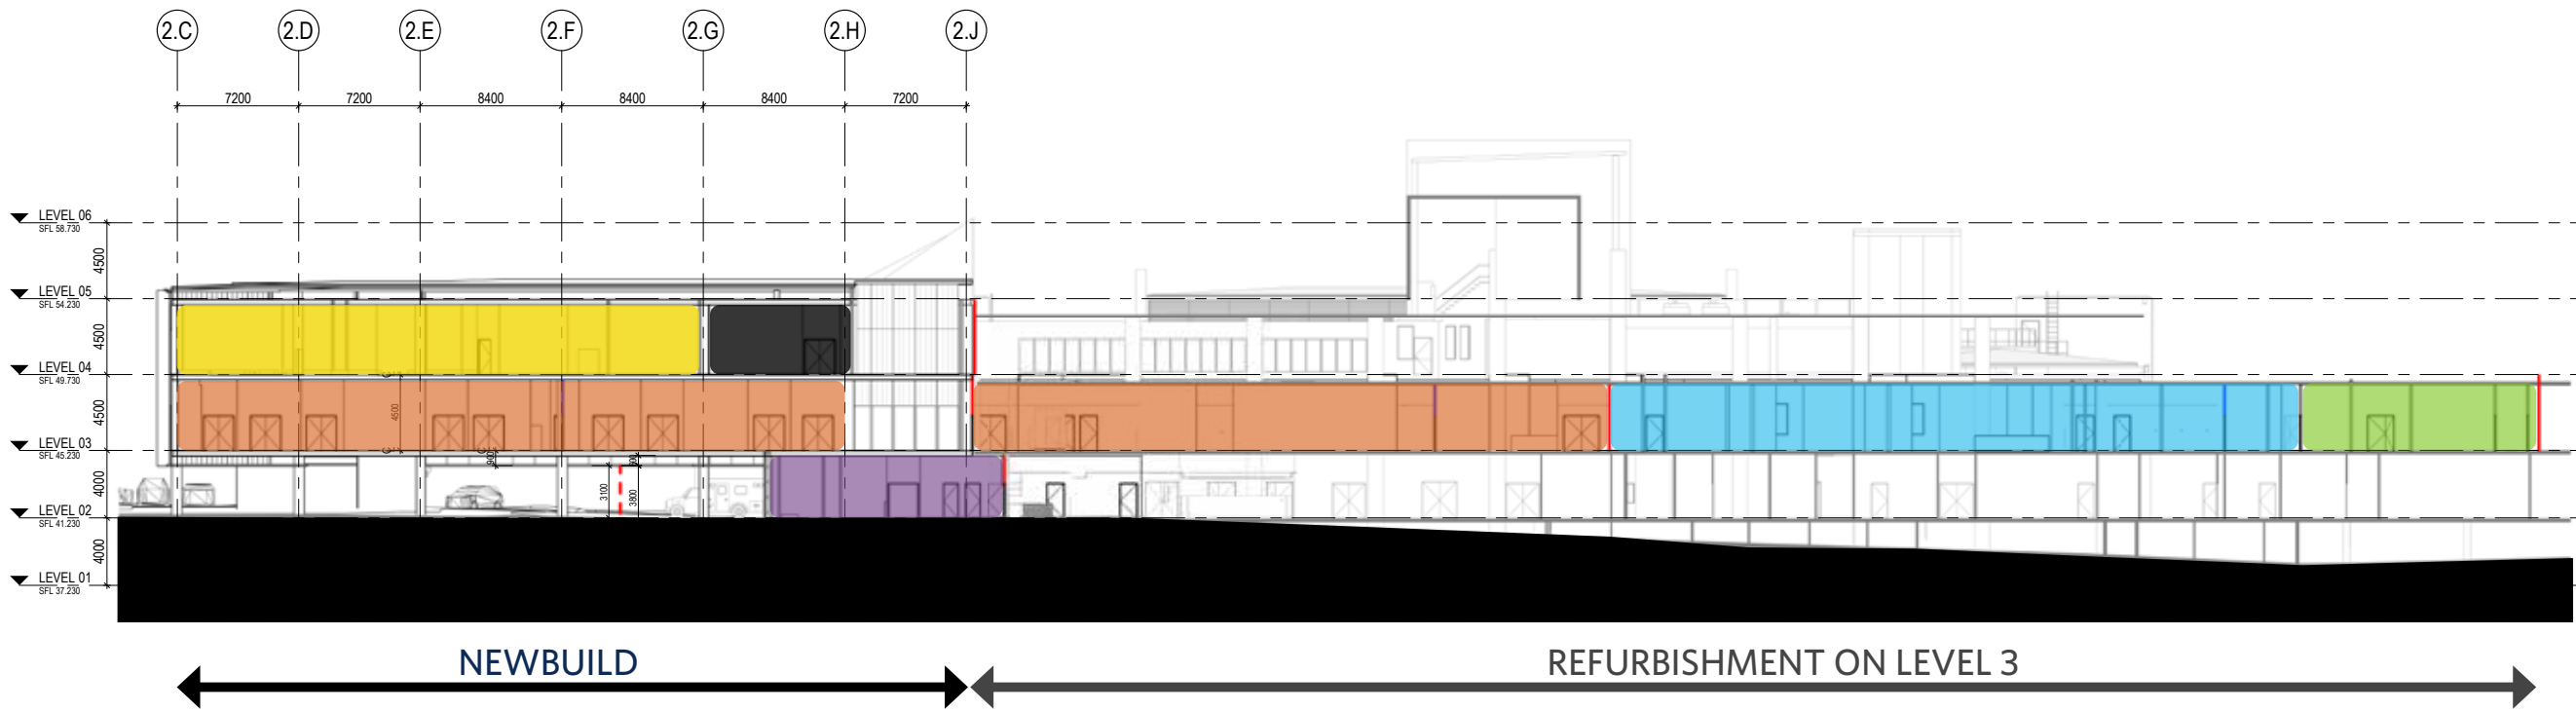 2.C 2.D 2.E 2.F 2.G 2.H 2.J
7200 7200 8400 8400 8400 7200
LEVEL 06
SFL 58.730
4500
LEVEL 05
SFL 54.230
4500
LEVEL 04
SFL 49.730
4500
4500
LEVEL 03
SFL 45.230
900
4000
3100
3800
LEVEL 02
SFL 41.230
4000
LEVEL 01
SFL 37.230
NEWBUILD
REFURBISHMENT ON LEVEL 3